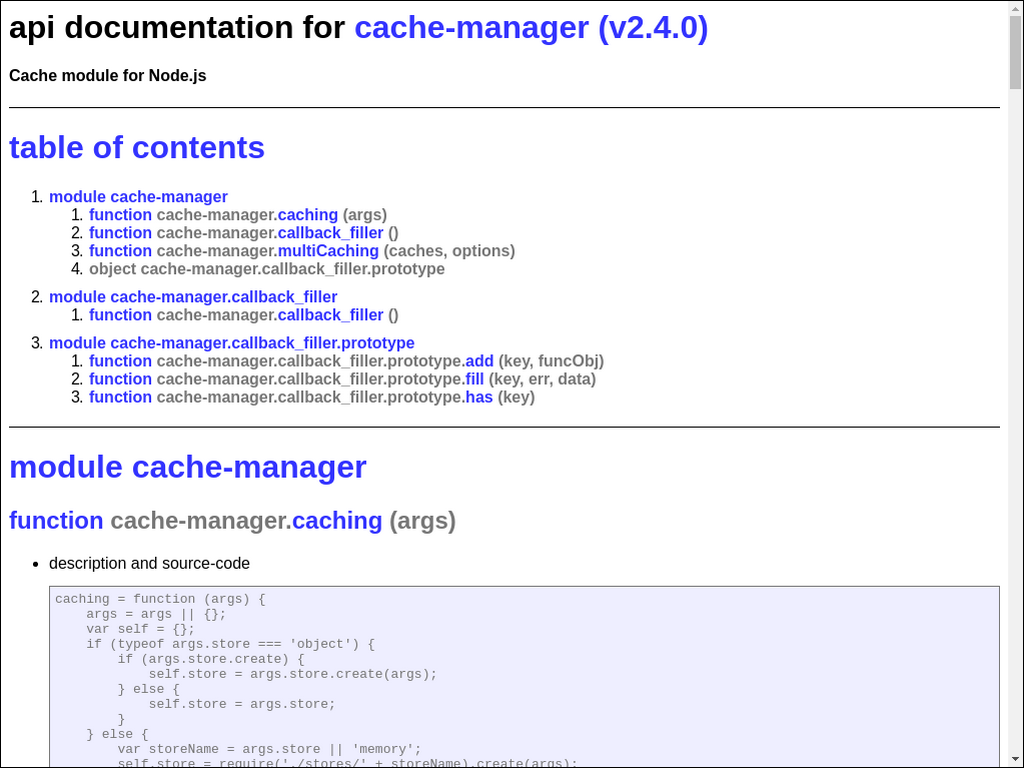 api documentation for cache-manager (v2.4.0)
Cache module for Node.js
table of contents
1. module cache-manager
1. function cache-manager.caching (args)
2. function cache-manager.callback_filler ()
3. function cache-manager.multiCaching (caches, options)
4. object cache-manager.callback_filler.prototype
2. module cache-manager.callback_filler
1. function cache-manager.callback_filler ()
3. module cache-manager.callback_filler.prototype
1. function cache-manager.callback_filler.prototype.add (key, funcObj)
2. function cache-manager.callback_filler.prototype.fill (key, err, data)
3. function cache-manager.callback_filler.prototype.has (key)
module cache-manager
function cache-manager.caching (args)
• description and source-code
caching = function (args) {
    args = args || {};
    var self = {};
    if (typeof args.store === 'object') {
        if (args.store.create) {
            self.store = args.store.create(args);
        } else {
            self.store = args.store;
        }
    } else {
        var storeName = args.store || 'memory';
        self.store = require('./stores/' + storeName).create(args);